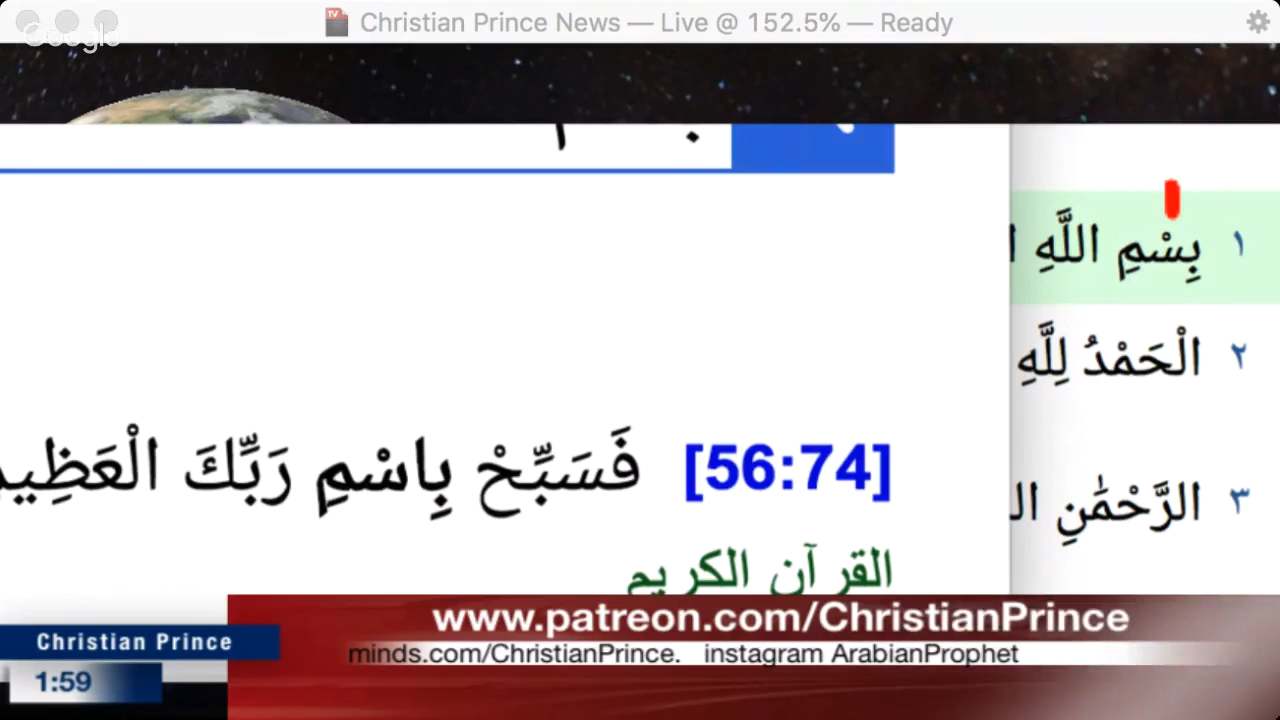 Christian Prince News — Live @ 152.5% — Ready
Google
١ بِسْمِ اللَّهِ
٢ الْحَمْدُ لِلَّهِ
[56:74] فَسَبِّحْ بِاسْمِ رَبِّكَ الْعَظِيم
٣ الرَّحْمَٰنِ
القرآن الكريم
www.patreon.com/ChristianPrince
Christian Prince
minds.com/ChristianPrince. instagram ArabianProphet
1:59